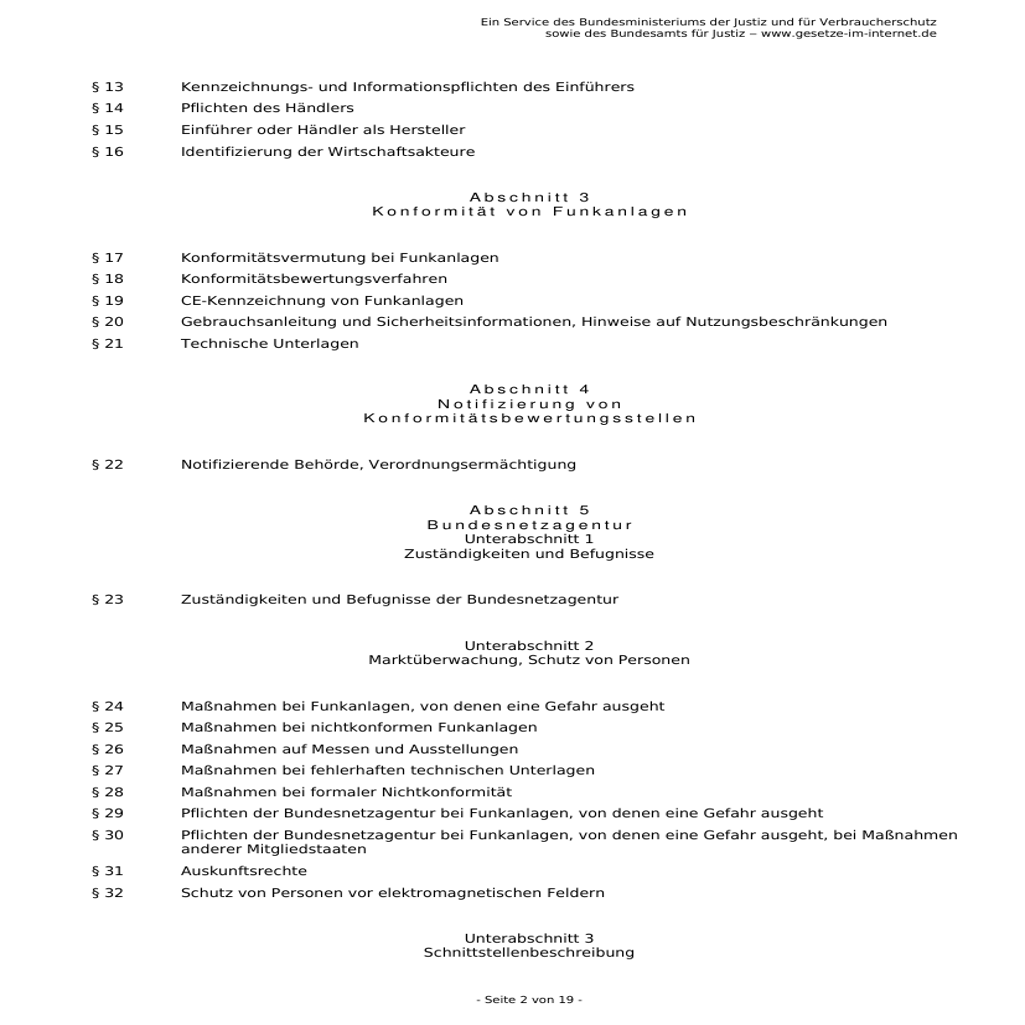 Ein Service des Bundesministeriums der Justiz und für Verbraucherschutz
sowie des Bundesamts für Justiz – www.gesetze-im-internet.de
§ 13 Kennzeichnungs- und Informationspflichten des Einführers
§ 14 Pflichten des Händlers
§ 15 Einführer oder Händler als Hersteller
§ 16 Identifizierung der Wirtschaftsakteure
Abschnitt 3
Konformität von Funkanlagen
§ 17 Konformitätsvermutung bei Funkanlagen
§ 18 Konformitätsbewertungsverfahren
§ 19 CE-Kennzeichnung von Funkanlagen
§ 20 Gebrauchsanleitung und Sicherheitsinformationen, Hinweise auf Nutzungsbeschränkungen
§ 21 Technische Unterlagen
Abschnitt 4
Notifizierung von
Konformitätsbewertungsstellen
§ 22 Notifizierende Behörde, Verordnungsermächtigung
Abschnitt 5
Bundesnetzagentur
Unterabschnitt 1
Zuständigkeiten und Befugnisse
§ 23 Zuständigkeiten und Befugnisse der Bundesnetzagentur
Unterabschnitt 2
Marktüberwachung, Schutz von Personen
§ 24 Maßnahmen bei Funkanlagen, von denen eine Gefahr ausgeht
§ 25 Maßnahmen bei nichtkonformen Funkanlagen
§ 26 Maßnahmen auf Messen und Ausstellungen
§ 27 Maßnahmen bei fehlerhaften technischen Unterlagen
§ 28 Maßnahmen bei formaler Nichtkonformität
§ 29 Pflichten der Bundesnetzagentur bei Funkanlagen, von denen eine Gefahr ausgeht
§ 30 Pflichten der Bundesnetzagentur bei Funkanlagen, von denen eine Gefahr ausgeht, bei Maßnahmen
anderer Mitgliedstaaten
§ 31 Auskunftsrechte
§ 32 Schutz von Personen vor elektromagnetischen Feldern
Unterabschnitt 3
Schnittstellenbeschreibung
- Seite 2 von 19 -